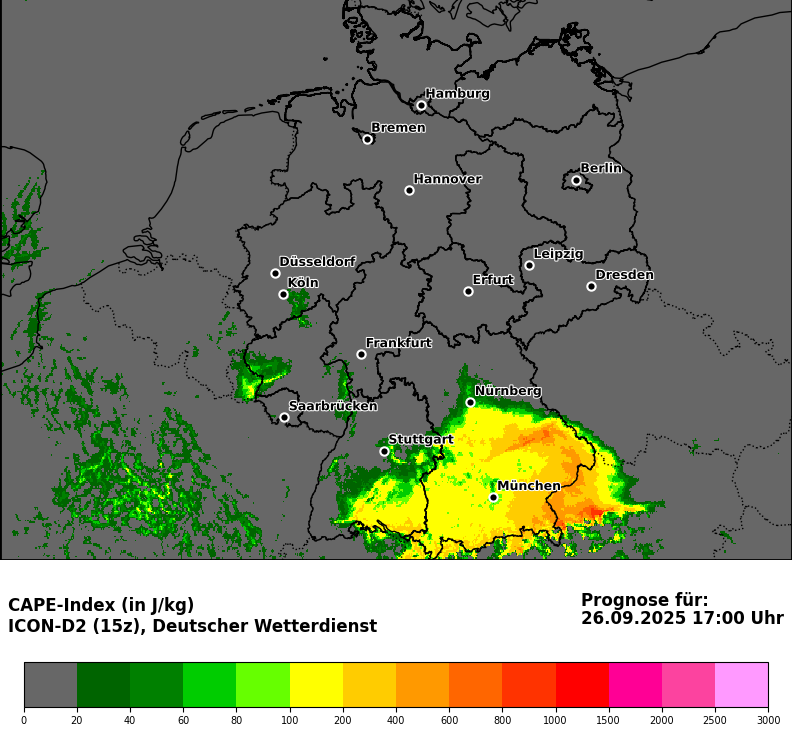 Hamburg
Bremen
Berlin
Hannover
Leipzig
Düsseldorf
Dresden
Köln
Erfurt
Frankfurt
Nürnberg
Saarbrücken
Stuttgart
München
CAPE-Index (in J/kg)
ICON-D2 (15z), Deutscher Wetterdienst
Prognose für:
26.09.2025 17:00 Uhr
0 20 40 60 80 100 200 400 600 800 1000 1500 2000 2500 3000